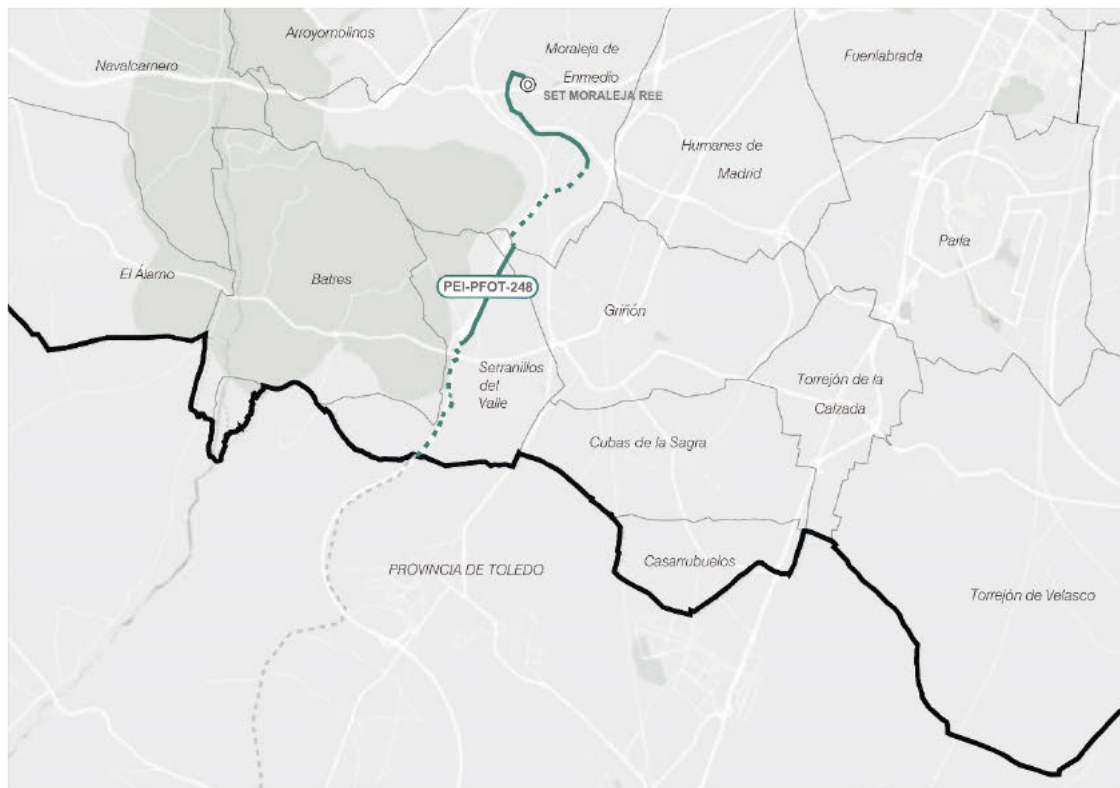 Arroyomolinos
Navalcarnero
Moraleja de
Enmedio
SET MORALEJA REE
Fuenlabrada
Humanes de
Madrid
Parla
El Álamo
Batres
PEI-PFOT-248
Griñón
Serranillos
del
Valle
Torrejón de la
Calzada
Cubas de la Sagra
Casarrubuelos
PROVINCIA DE TOLEDO
Torrejón de Velasco